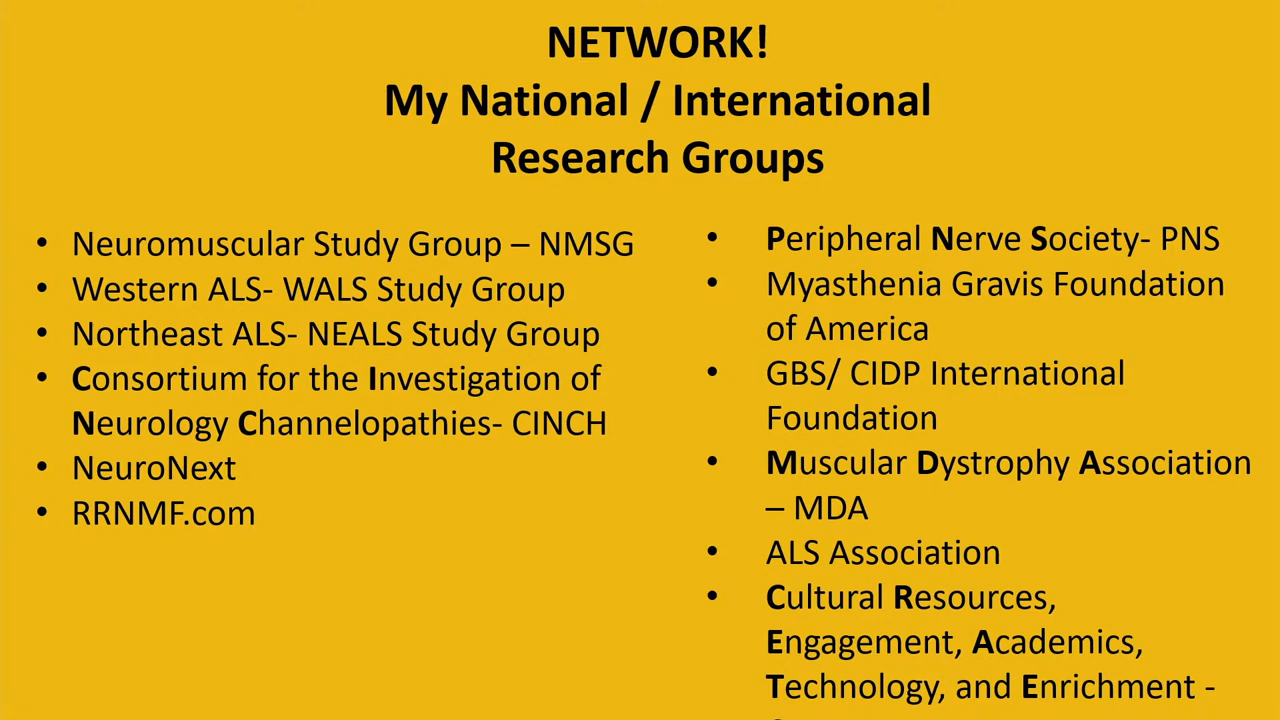 NETWORK!
My National / International
Research Groups
• Neuromuscular Study Group – NMSG
• Western ALS- WALS Study Group
• Northeast ALS- NEALS Study Group
• Consortium for the Investigation of
Neurology Channelopathies- CINCH
• NeuroNext
• RRNMF.com
• Peripheral Nerve Society- PNS
• Myasthenia Gravis Foundation
of America
• GBS/ CIDP International
Foundation
• Muscular Dystrophy Association
– MDA
• ALS Association
• Cultural Resources,
Engagement, Academics,
Technology, and Enrichment -